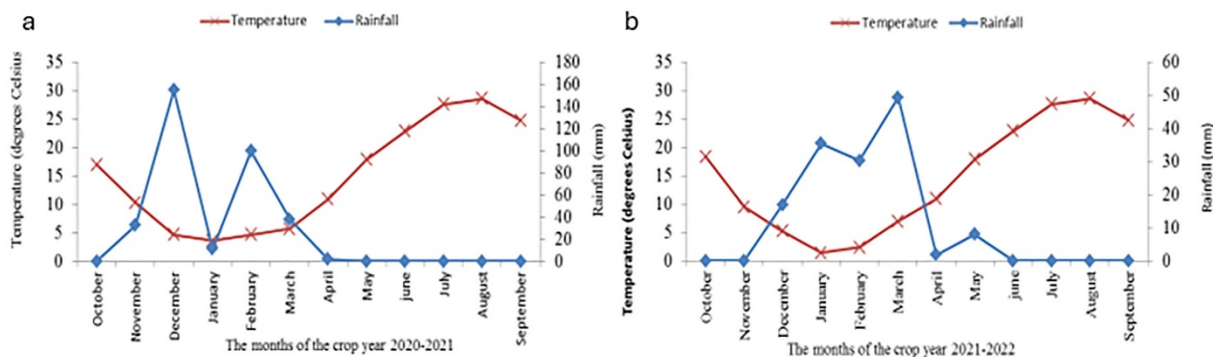 a
Temperature Rainfall
Temperature (degrees Celsius
35
30
25
20
15
10
5
0
180
160
140
120
100
80
60
40
20
0
Rainfall (mm)
October
November
December
January
February
March
April
May
june
July
August
September
The months of the crop year 2020-2021
b
Temperature Rainfall
Temperature (degrees Celsius)
35
30
25
20
15
10
5
0
60
50
40
30
20
10
0
Rainfall (mm)
October
November
December
January
February
March
April
May
june
July
August
September
The months of the crop year 2021-2022